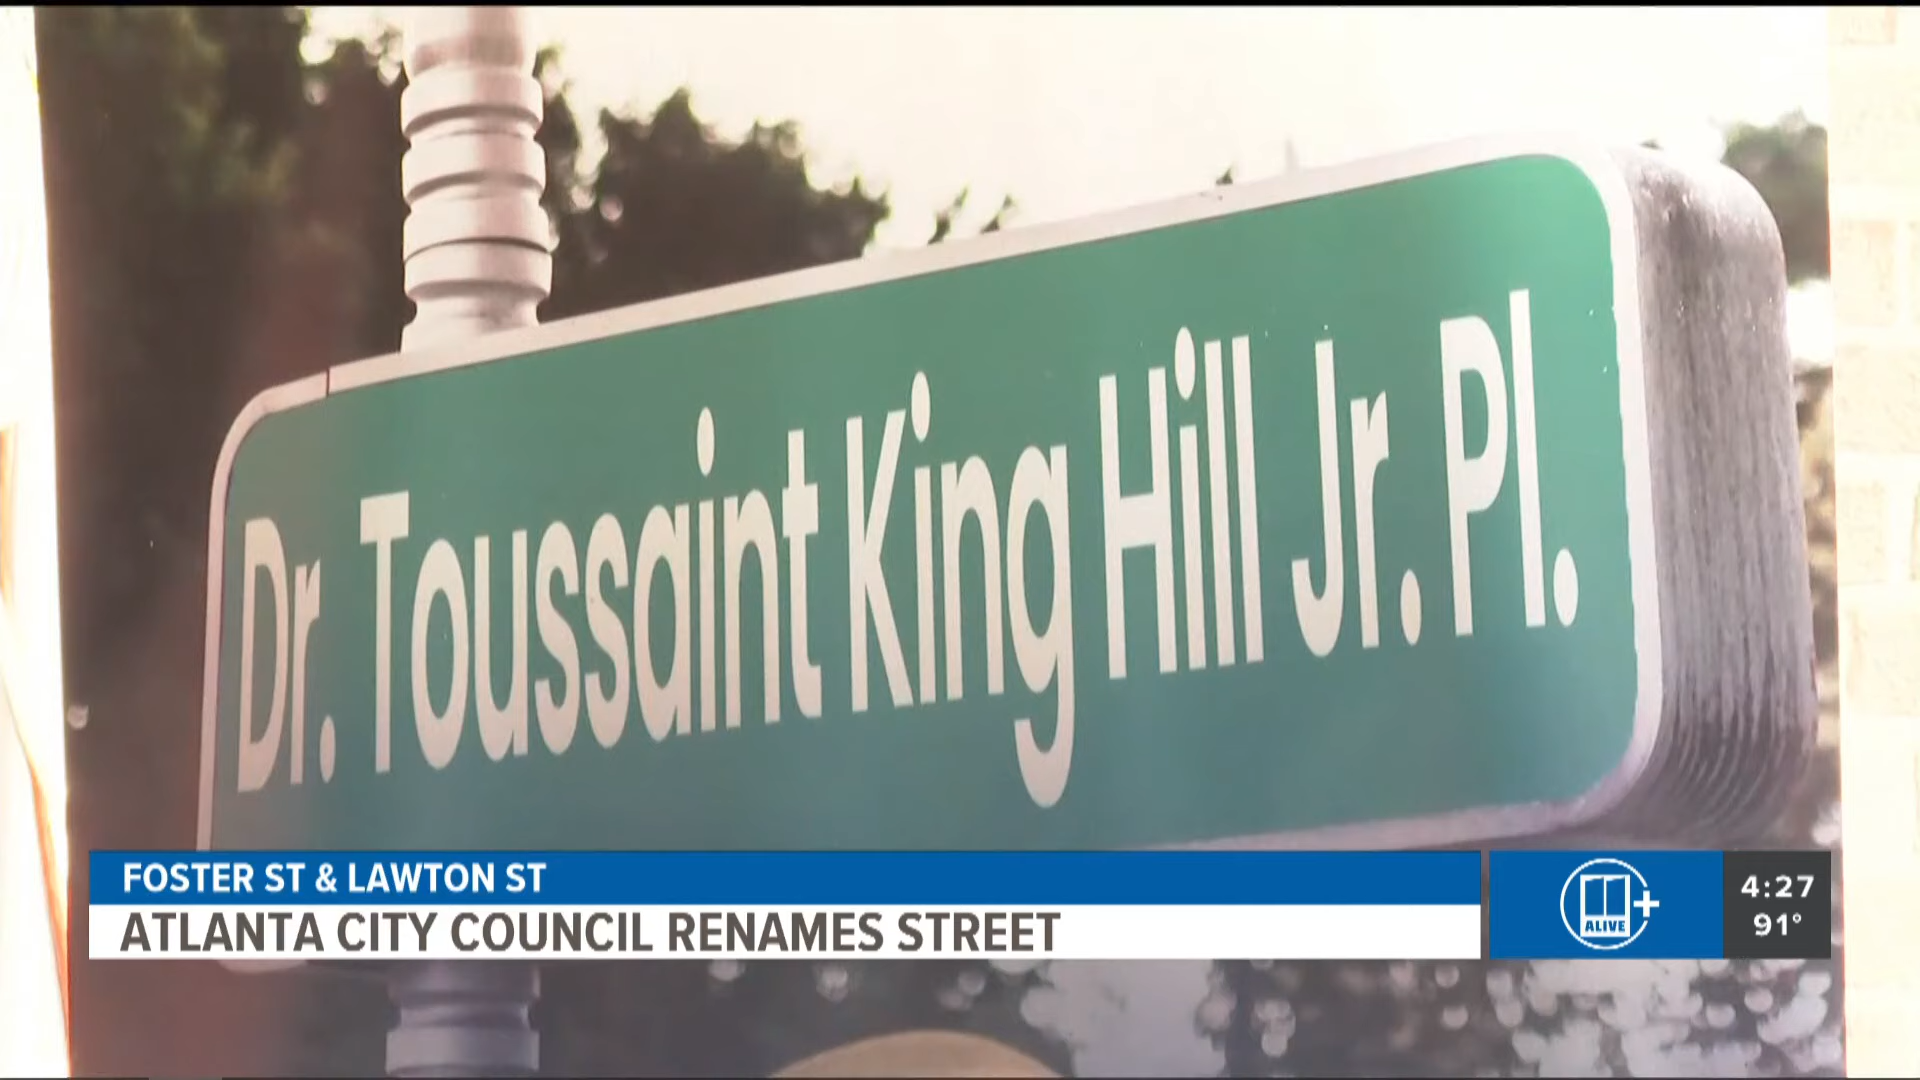 Dr. Toussaint King Hill Jr. Pl.
FOSTER ST & LAWTON ST
ATLANTA CITY COUNCIL RENAMES STREET
ALIVE
+
4:27
91°